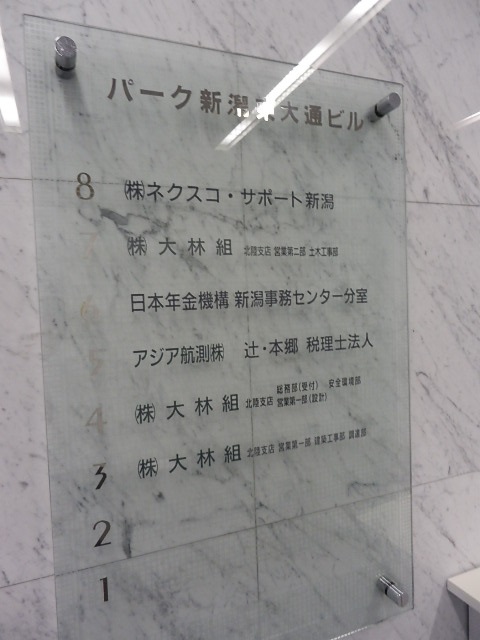 パーク新潟東大通ビル
8 ㈱ネクスコ・サポート新潟
7 ㈱大林組 北陸支店 営業第二部 土木工事部
6 日本年金機構 新潟事務センター分室
5 アジア航測㈱ 辻・本郷 税理士法人
4 ㈱大林組 北陸支店 総務部(受付) 安全環境部
営業第一部(設計)
3 ㈱大林組 北陸支店 営業第一部 建築工事部 調達部
2
1